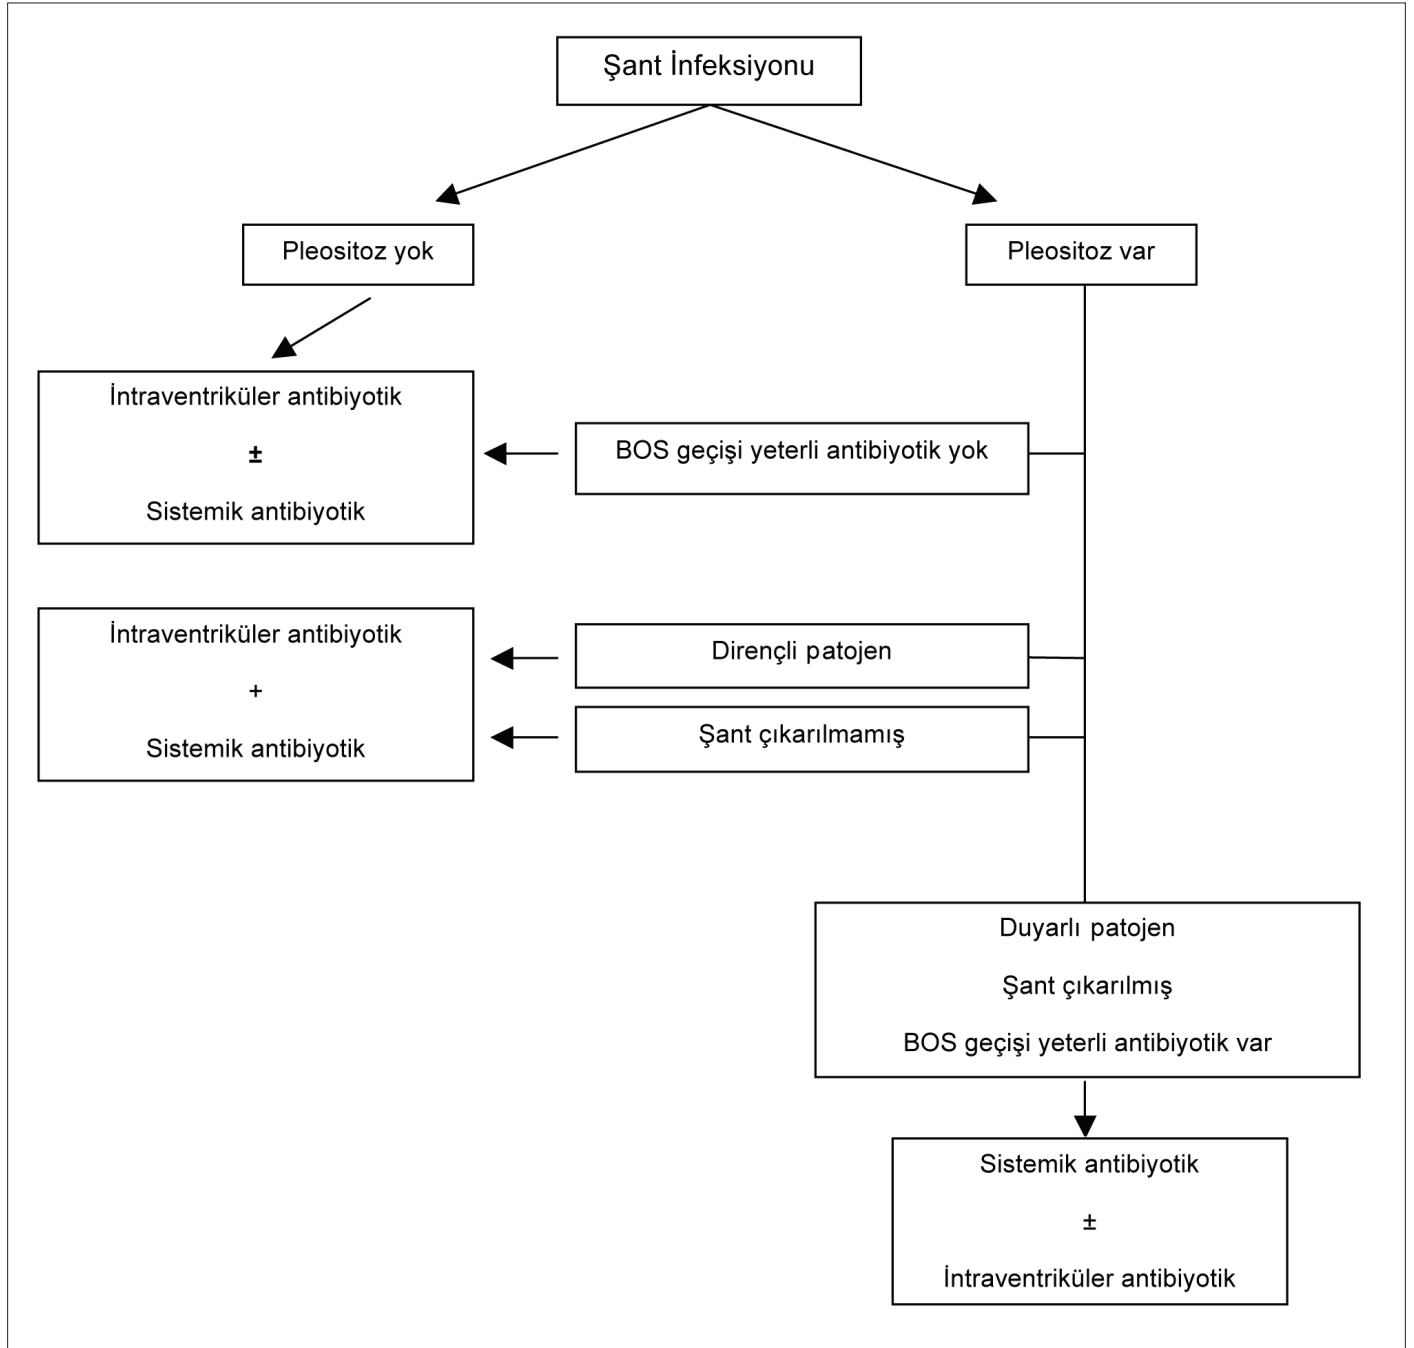 Şant İnfeksiyonu
Pleositoz yok
Pleositoz var
İntraventriküler antibiyotik
±
Sistemik antibiyotik
BOS geçişi yeterli antibiyotik yok
İntraventriküler antibiyotik
+
Sistemik antibiyotik
Dirençli patojen
Şant çıkarılmamış
Duyarlı patojen
Şant çıkarılmış
BOS geçişi yeterli antibiyotik var
Sistemik antibiyotik
±
İntraventriküler antibiyotik